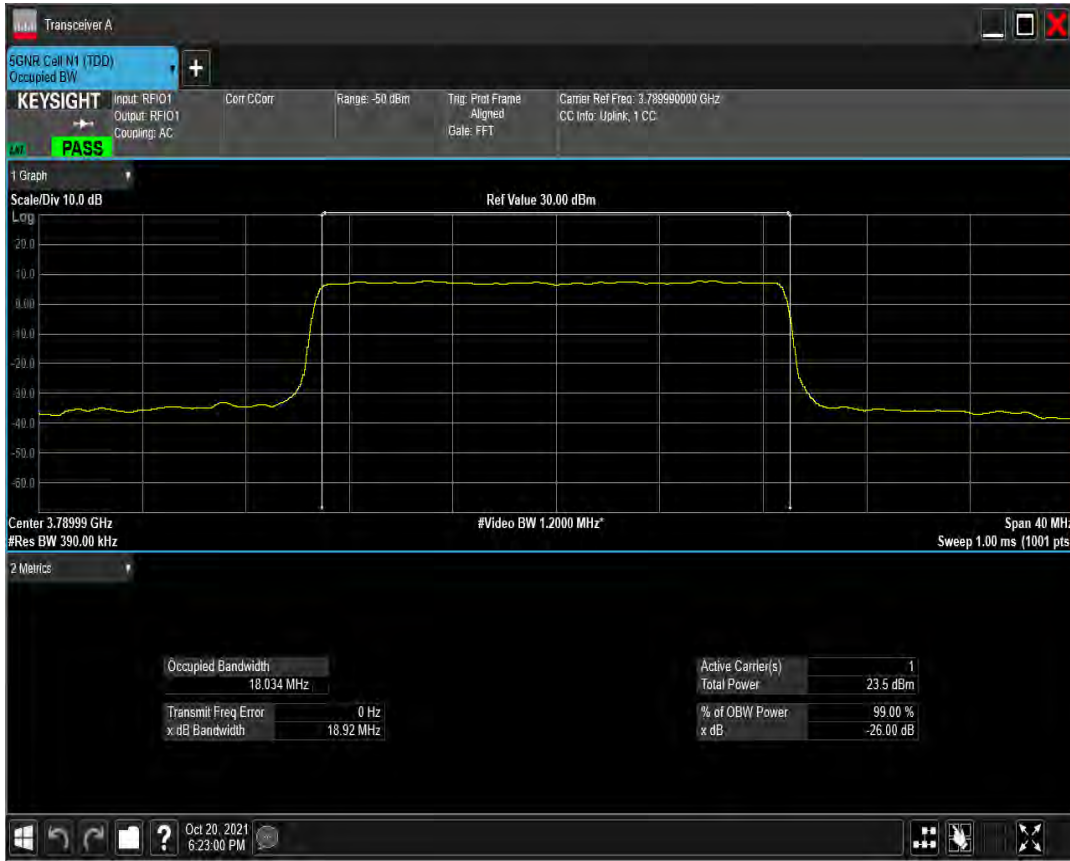 Transceiver A
5GNR Cell N1 (TDD)
Occupied BW
+
KEYSIGHT
Input: RFIO1
Output: RFIO1
Coupling: AC
Corr CCorr
Range: -50 dBm
Trig: Prot Frame
Aligned
Gate: FFT
Carrier Ref Freq: 3.789990000 GHz
CC Info: Uplink, 1 CC
PASS
1 Graph
Scale/Div 10.0 dB
Ref Value 30.00 dBm
Log
20.0
10.0
0.00
-10.0
-20.0
-30.0
-40.0
-50.0
-60.0
Center 3.78999 GHz
#Video BW 1.2000 MHz*
Span 40 MHz
#Res BW 390.00 kHz
Sweep 1.00 ms (1001 pts
2 Metrics
Occupied Bandwidth
18.034 MHz
Transmit Freq Error 0 Hz
x dB Bandwidth 18.92 MHz
Active Carrier(s) 1
Total Power 23.5 dBm
% of OBW Power 99.00 %
x dB -26.00 dB
?
Oct 20, 2021
6:23:00 PM